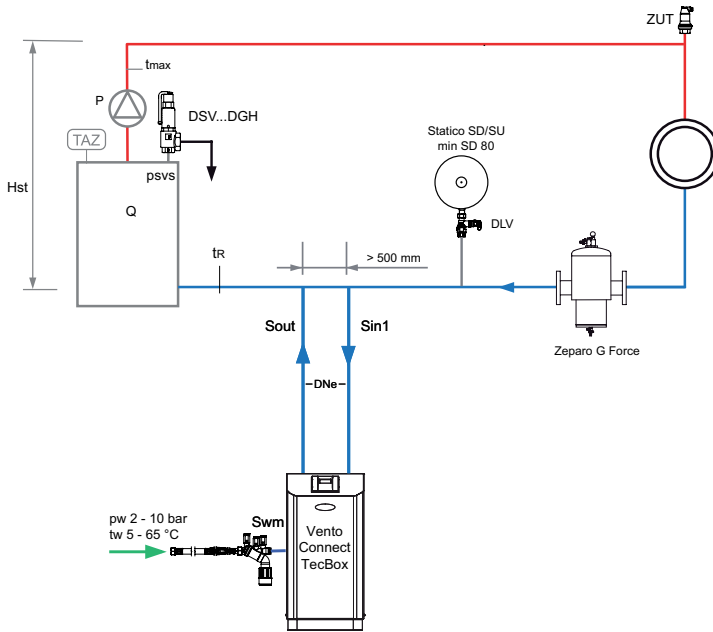 ZUT
tmax
P
DSV...DGH
TAZ
Statico SD/SU
min SD 80
psvs
Hst
Q
DLV
tR
> 500 mm
Sout
Sin1
Zeparo G Force
DNe
pw 2 - 10 bar
tw 5 - 65 °C
Swm
Vento
Connect
TecBox